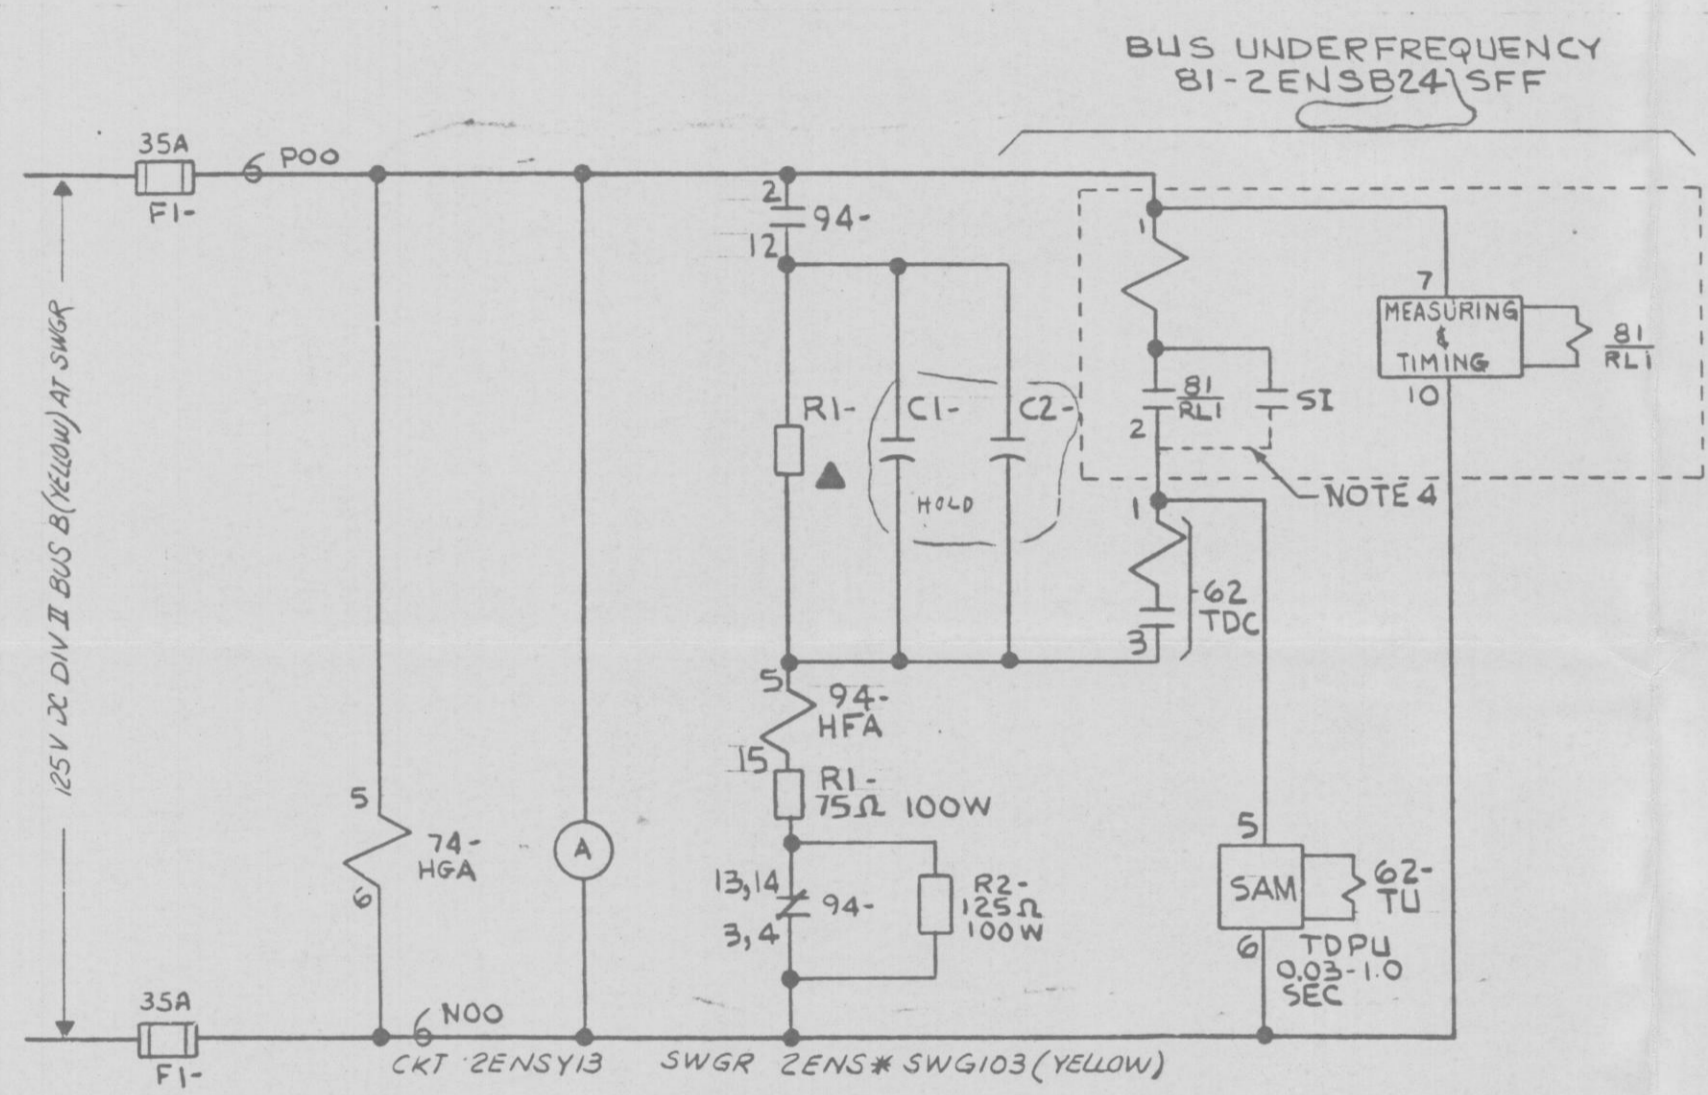 BUS UNDERFREQUENCY
81-2ENSB24\SFF
35A
F1-
P00
2
94-
12
1
7
MEASURING
&
TIMING
10
81
RL1
R1-
C1-
C2-
HOLD
81
RL1
SI
2
NOTE 4
1
62
TDC
3
125V DC DIV II BUS B (YELLOW) AT SWGR
5
94-
HFA
15
R1-
75Ω 100W
5
74-
HGA
6
A
13,14
94-
3,4
R2-
125Ω
100W
5
SAM
62-
TU
6
TDPU
0.03-1.0
SEC
35A
F1-
N00
CKT 2ENSY13 SWGR 2ENS* SWG103 (YELLOW)